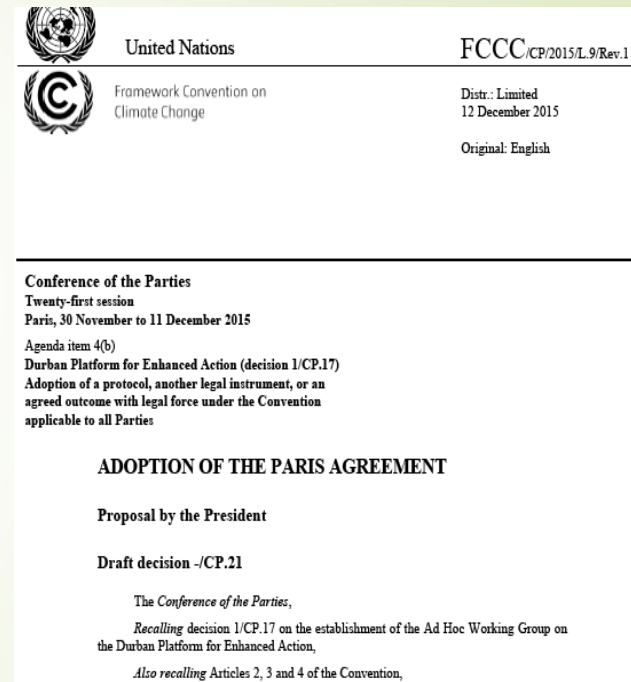 United Nations
FCCC/CP/2015/L.9/Rev.1
Framework Convention on
Climate Change
Distr.: Limited
12 December 2015
Original: English
Conference of the Parties
Twenty-first session
Paris, 30 November to 11 December 2015
Agenda item 4(b)
Durban Platform for Enhanced Action (decision 1/CP.17)
Adoption of a protocol, another legal instrument, or an
agreed outcome with legal force under the Convention
applicable to all Parties
ADOPTION OF THE PARIS AGREEMENT
Proposal by the President
Draft decision -/CP.21
The Conference of the Parties,
Recalling decision 1/CP.17 on the establishment of the Ad Hoc Working Group on
the Durban Platform for Enhanced Action,
Also recalling Articles 2, 3 and 4 of the Convention,